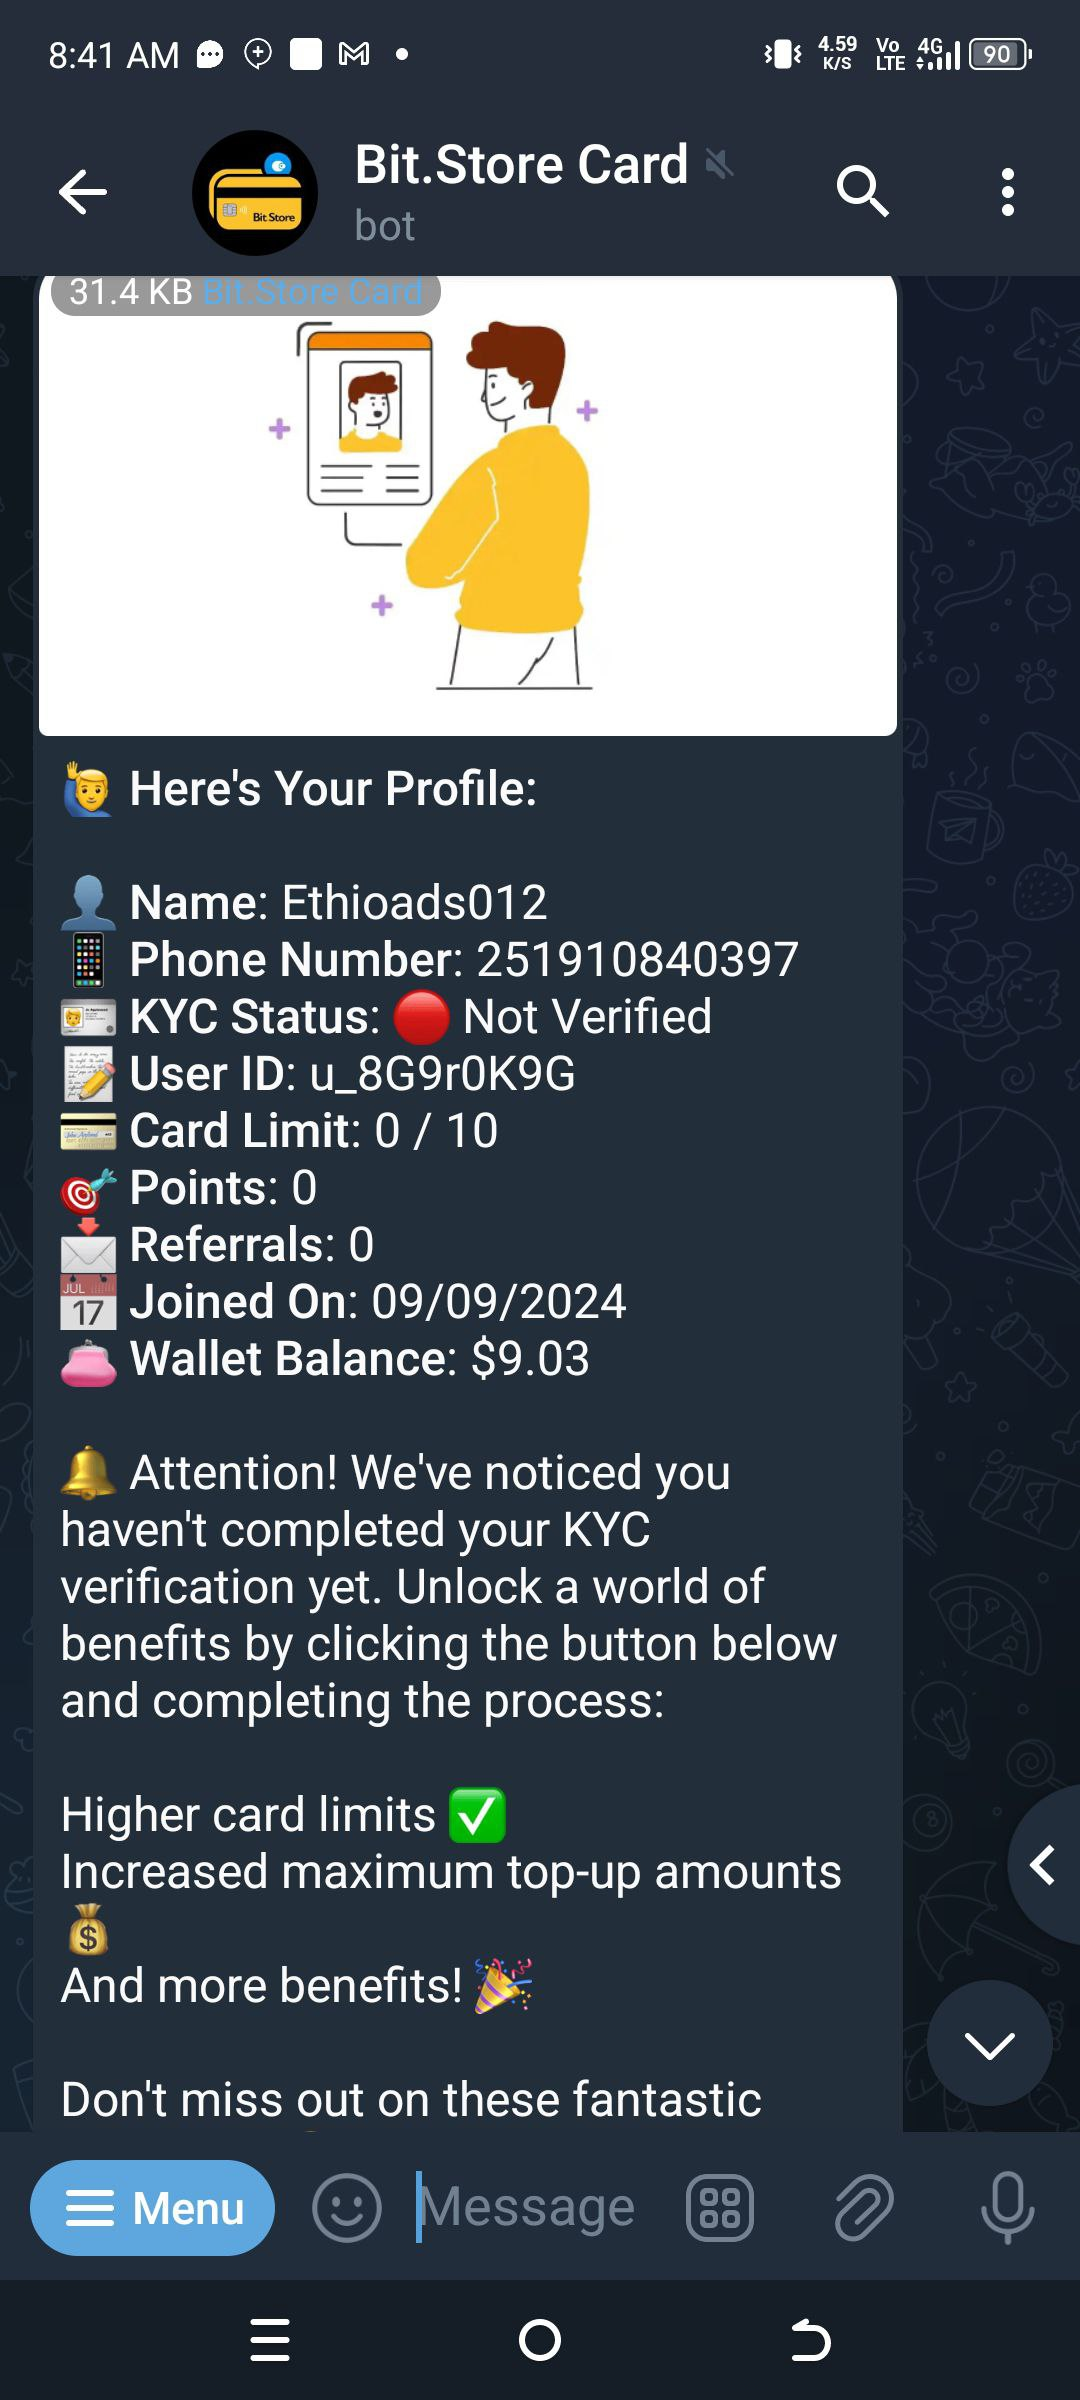 8:41 AM
4.59 K/S
Vo LTE
4G
90
Bit.Store Card
Bit Store
bot
31.4 KB Bit.Store Card
Here's Your Profile:
Name: Ethioads012
Phone Number: 251910840397
KYC Status: Not Verified
User ID: u_8G9r0K9G
Card Limit: 0 / 10
Points: 0
Referrals: 0
JUL 17
Joined On: 09/09/2024
Wallet Balance: $9.03
Attention! We've noticed you
haven't completed your KYC
verification yet. Unlock a world of
benefits by clicking the button below
and completing the process:
Higher card limits
Increased maximum top-up amounts
And more benefits!
Don't miss out on these fantastic
Menu
Message